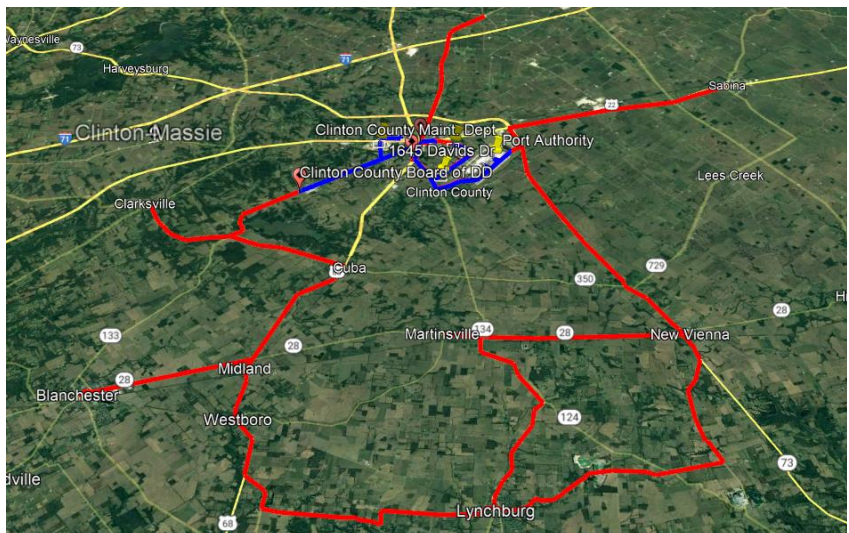 Waynesville
73
71
Harveysburg
Sabina
22
Clinton-Massie
71
Clinton County Maint. Dept
1645 Davids Dr
Port Authority
Clinton County Board of DD
Clinton County
Lees Creek
Clarksville
Cuba
729
350
133
28
Martinsville
134
28
New Vienna
28
Midland
28
Blanchester
Westboro
124
dville
73
Lynchburg
68